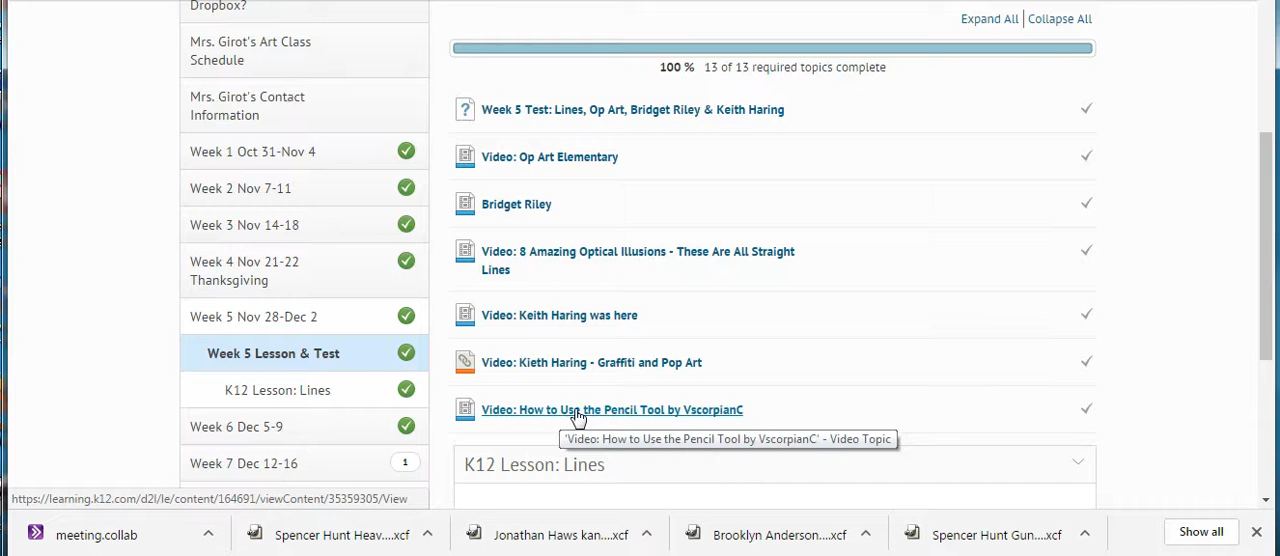 Dropbox?
Mrs. Girot's Art Class
Schedule
Mrs. Girot's Contact
Information
Week 1 Oct 31-Nov 4
Week 2 Nov 7-11
Week 3 Nov 14-18
Week 4 Nov 21-22
Thanksgiving
Week 5 Nov 28-Dec 2
Week 5 Lesson & Test
K12 Lesson: Lines
Week 6 Dec 5-9
Week 7 Dec 12-16
1
Expand All | Collapse All
100 % 13 of 13 required topics complete
Week 5 Test: Lines, Op Art, Bridget Riley & Keith Haring
Video: Op Art Elementary
Bridget Riley
Video: 8 Amazing Optical Illusions - These Are All Straight
Lines
Video: Keith Haring was here
Video: Kieth Haring - Graffiti and Pop Art
Video: How to Use the Pencil Tool by VscorpianC
'Video: How to Use the Pencil Tool by VscorpianC' - Video Topic
K12 Lesson: Lines
https://learning.k12.com/d2l/le/content/164691/viewContent/35359305/View
meeting.collab
Spencer Hunt Heav....xcf
Jonathan Haws kan....xcf
Brooklyn Anderson....xcf
Spencer Hunt Gun....xcf
Show all